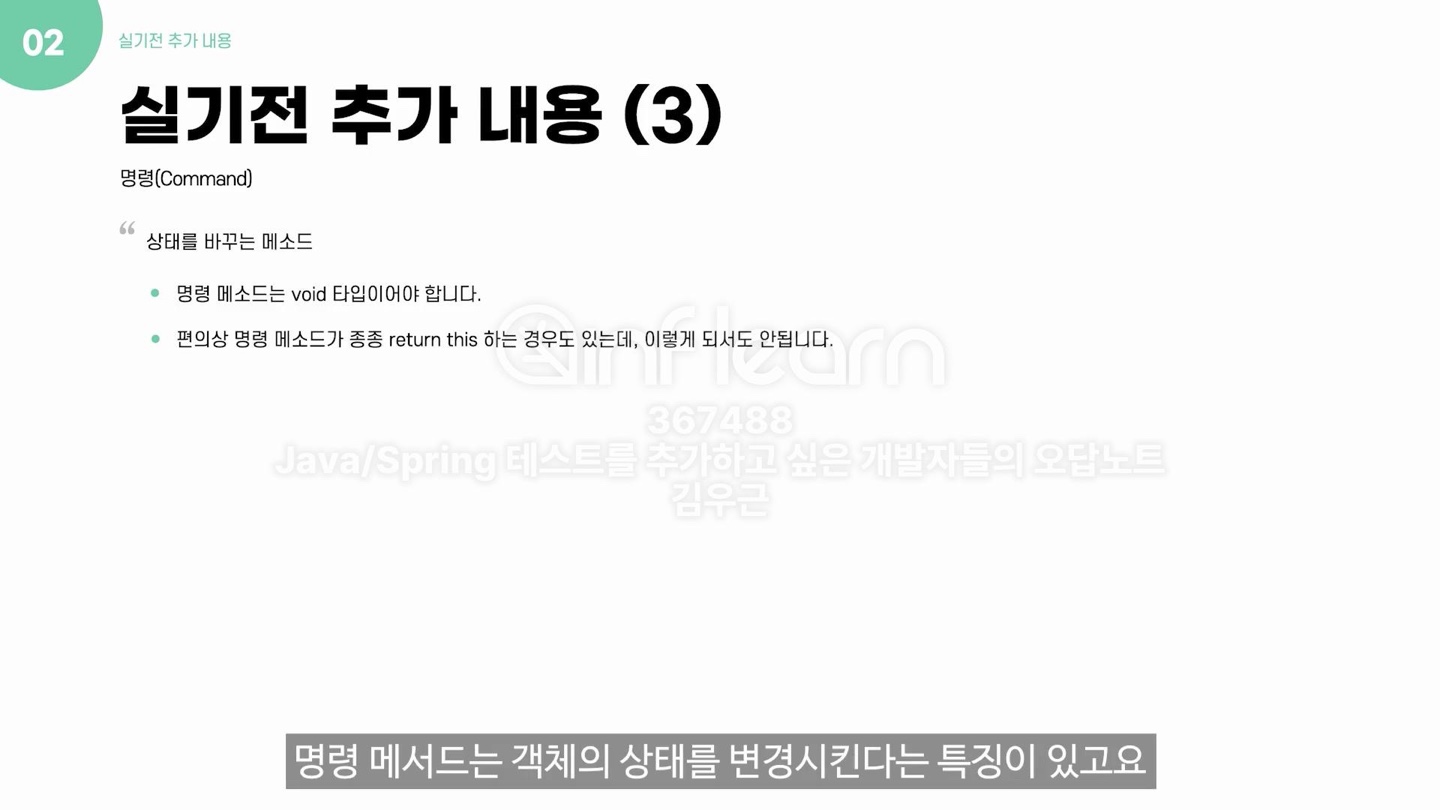 02
실기전 추가 내용
실기전 추가 내용 (3)
명령(Command)
“ 상태를 바꾸는 메소드
• 명령 메소드는 void 타입이어야 합니다.
• 편의상 명령 메소드가 종종 return this 하는 경우도 있는데, 이렇게 되서도 안됩니다.
inflearn
367488
Java/Spring 테스트를 추가하고 싶은 개발자들의 오답노트
김우근
명령 메서드는 객체의 상태를 변경시킨다는 특징이 있고요